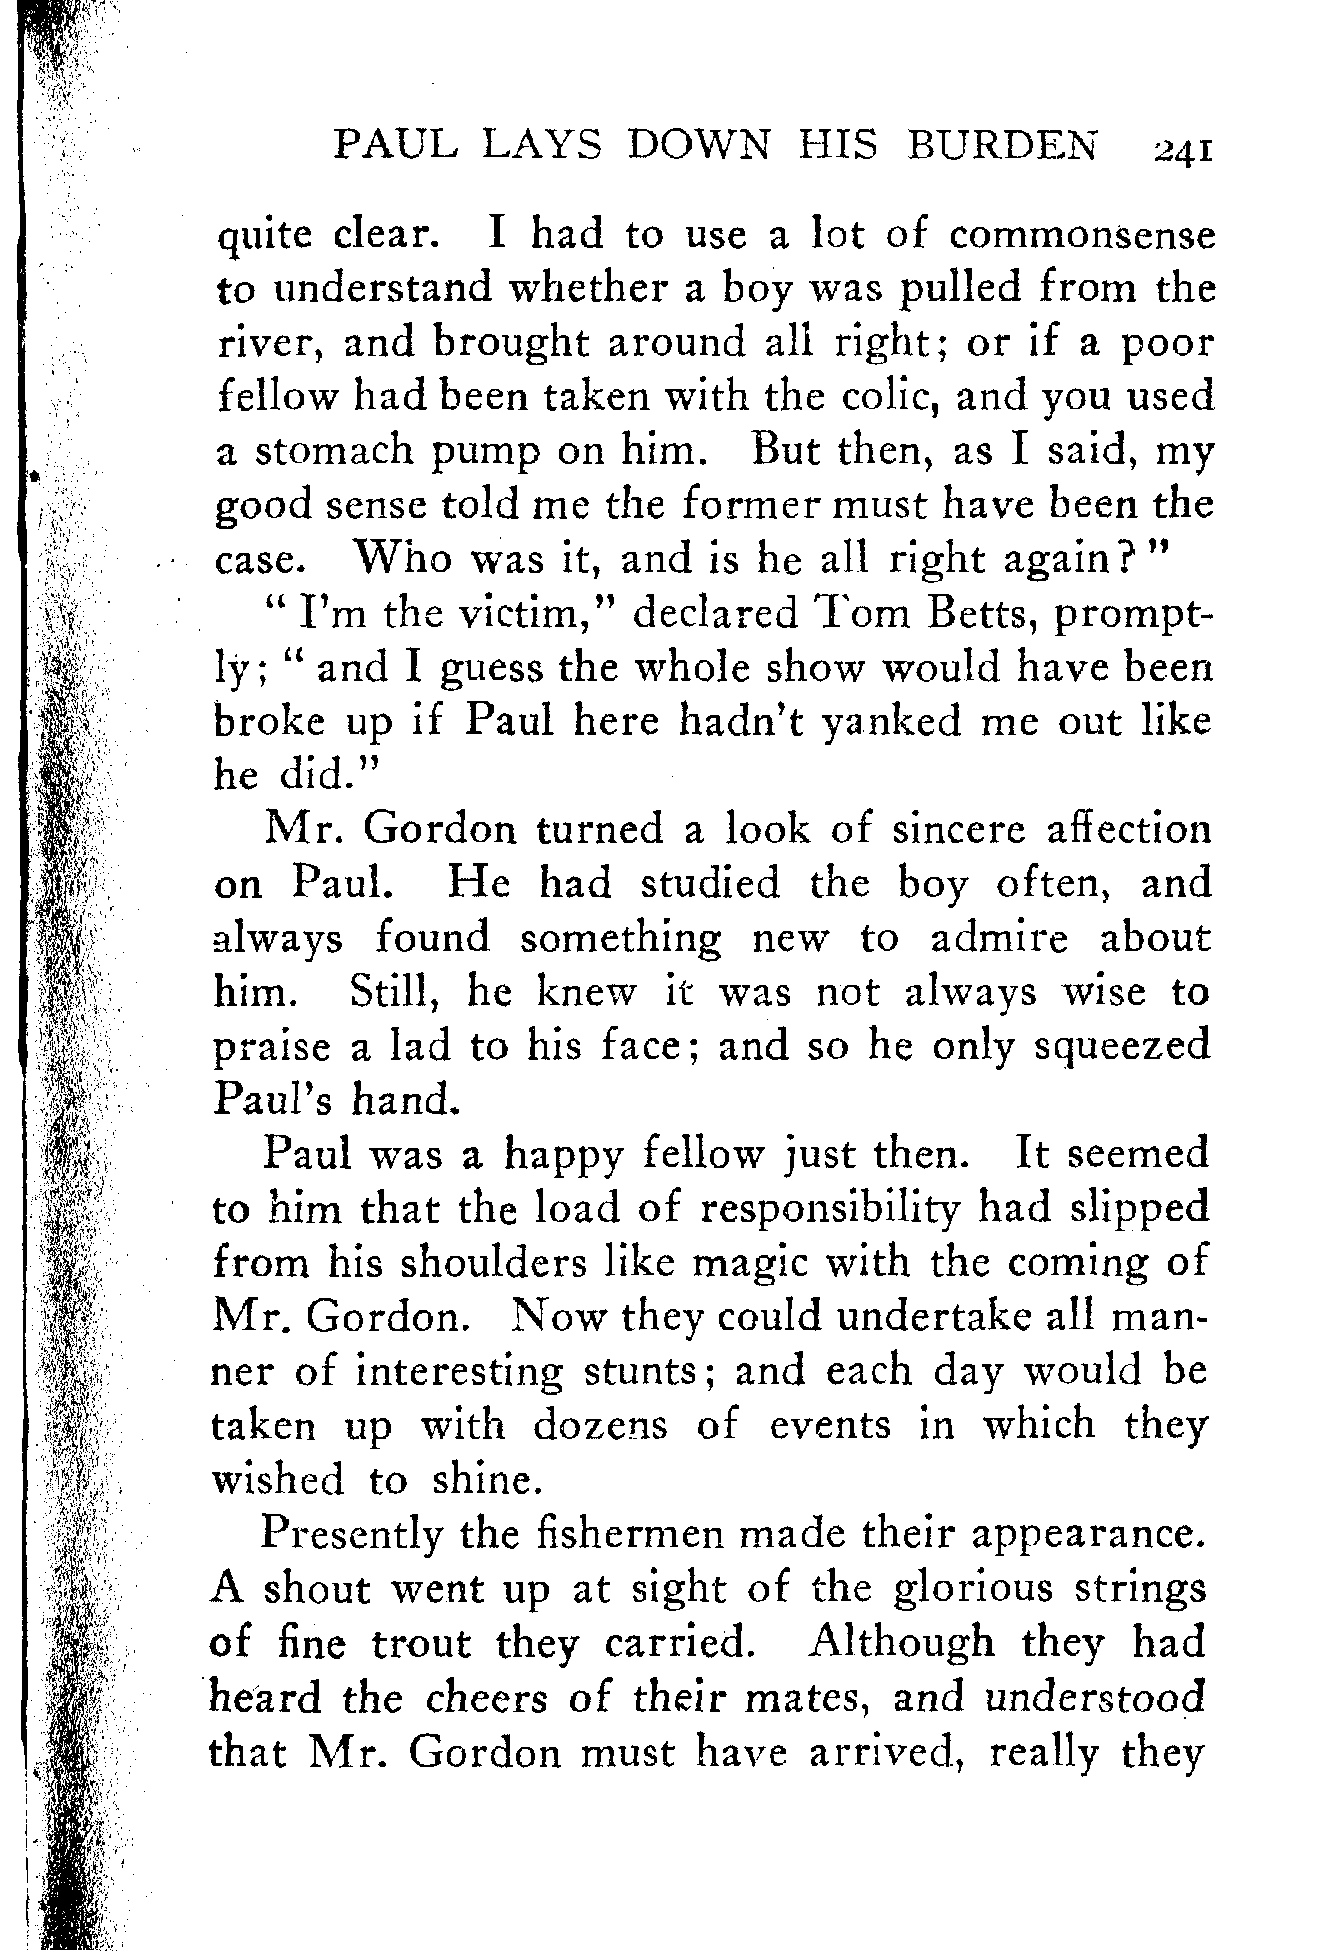 PAUL LAYS DOWN HIS BURDEN 241
quite clear. I had to use a lot of commonsense
to understand whether a boy was pulled from the
river, and brought around all right; or if a poor
fellow had been taken with the colic, and you used
a stomach pump on him. But then, as I said, my
good sense told me the former must have been the
case. Who was it, and is he all right again?"
"I'm the victim," declared Tom Betts, prompt-
ly; "and I guess the whole show would have been
broke up if Paul here hadn't yanked me out like
he did."
Mr. Gordon turned a look of sincere affection
on Paul. He had studied the boy often, and
always found something new to admire about
him. Still, he knew it was not always wise to
praise a lad to his face; and so he only squeezed
Paul's hand.
Paul was a happy fellow just then. It seemed
to him that the load of responsibility had slipped
from his shoulders like magic with the coming of
Mr. Gordon. Now they could undertake all man-
ner of interesting stunts; and each day would be
taken up with dozens of events in which they
wished to shine.
Presently the fishermen made their appearance.
A shout went up at sight of the glorious strings
of fine trout they carried. Although they had
heard the cheers of their mates, and understood
that Mr. Gordon must have arrived, really they